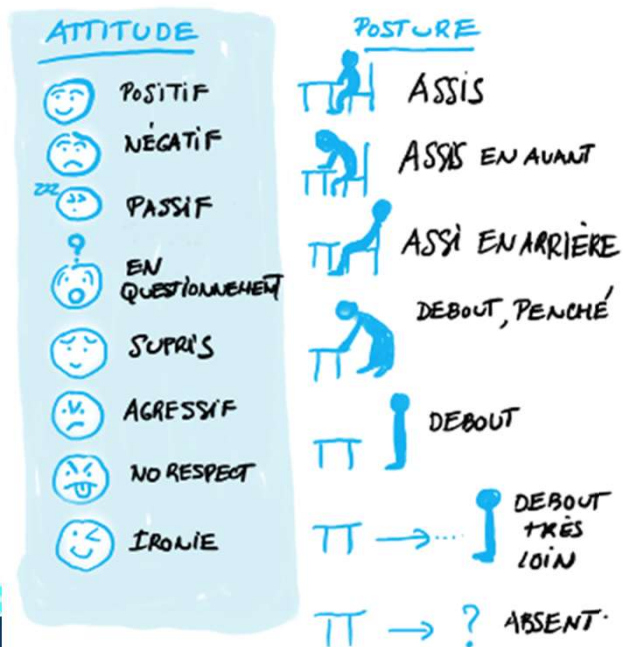 ATTITUDE
POSITIF
NÉGATIF
zzz
PASSIF
?
EN
QUESTIONNEMENT
SUPRIS
AGRESSIF
NO RESPECT
IRONIE
POSTURE
ASSIS
ASSIS EN AVANT
ASSI EN ARRIÈRE
DEBOUT, PENCHÉ
DEBOUT
DEBOUT
TRÈS
LOIN
? ABSENT.